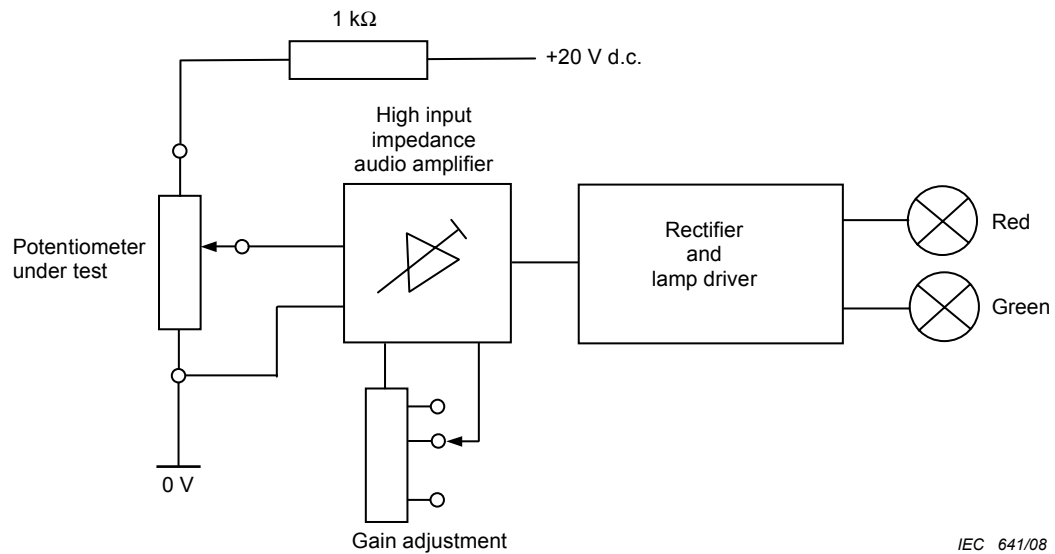 1 kΩ
+20 V d.c.
High input
impedance
audio amplifier
Potentiometer
under test
Rectifier
and
lamp driver
Red
Green
0 V
Gain adjustment
IEC 641/08